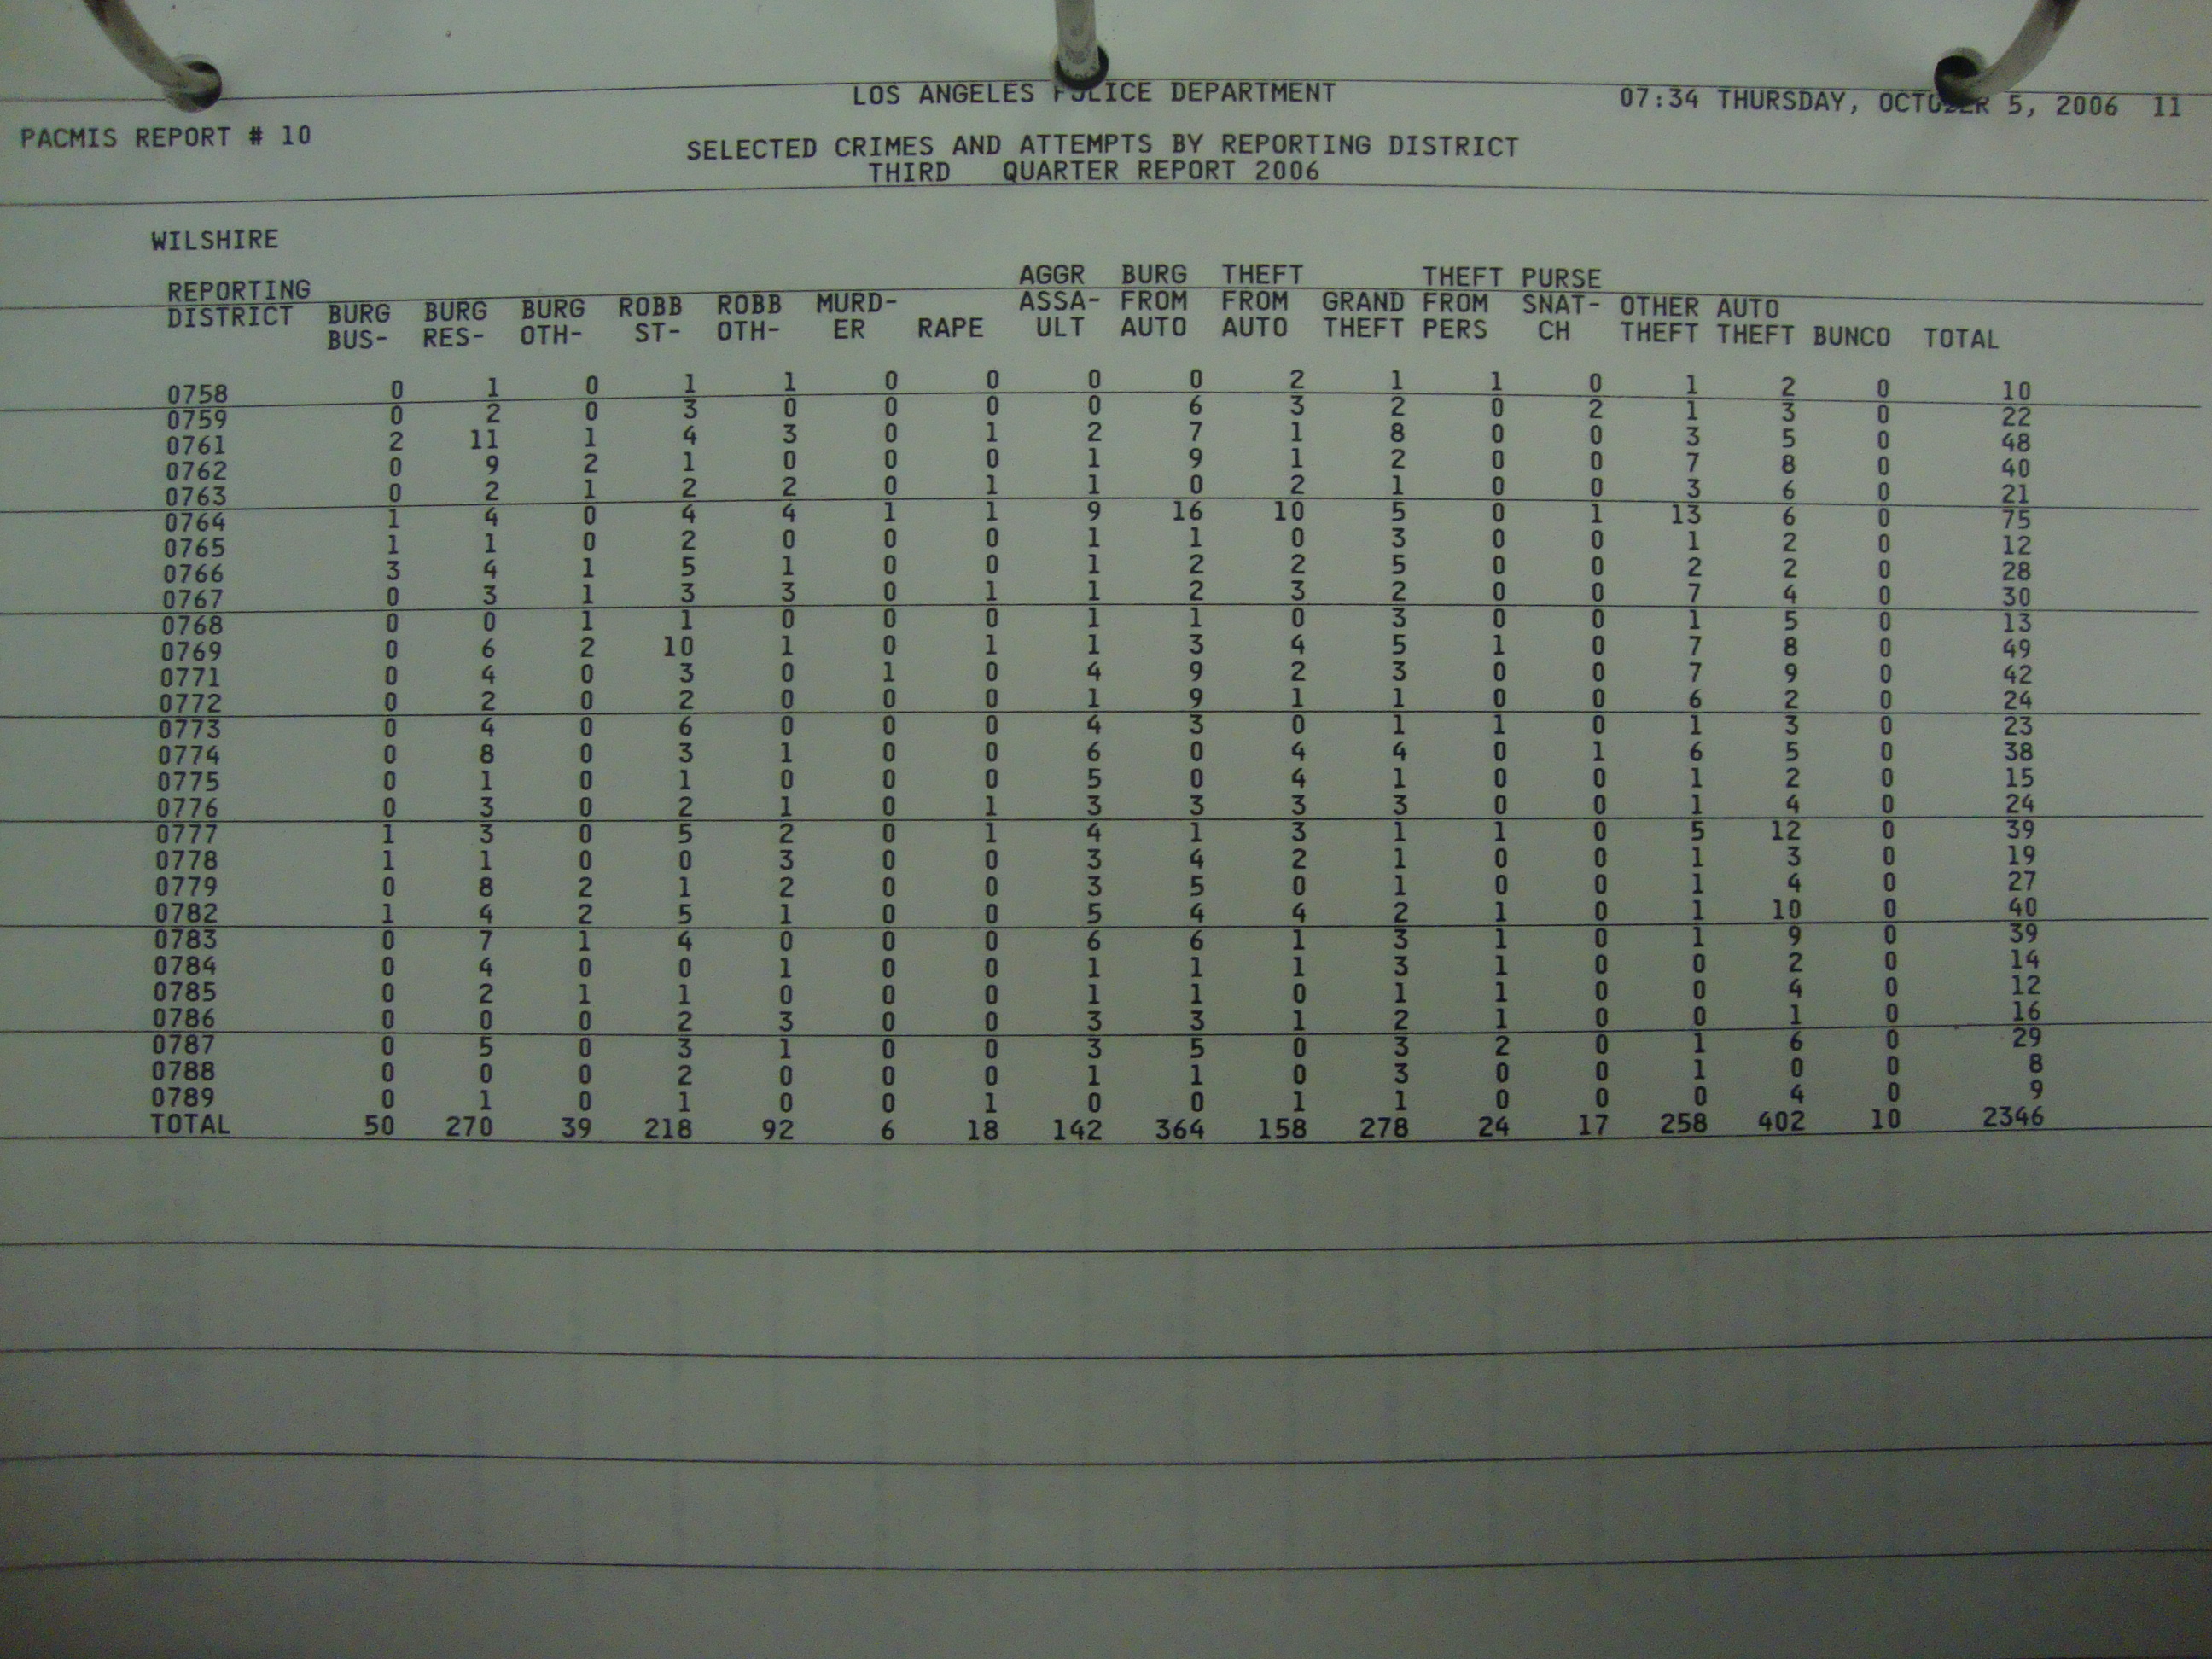 LOS ANGELES POLICE DEPARTMENT 07:34 THURSDAY, OCTOBER 5, 2006 11
PACMIS REPORT # 10
SELECTED CRIMES AND ATTEMPTS BY REPORTING DISTRICT
THIRD QUARTER REPORT 2006
WILSHIRE
AGGR BURG THEFT THEFT PURSE
REPORTING BURG BURG BURG ROBB ROBB MURD- ASSA- FROM FROM GRAND FROM SNAT- OTHER AUTO
DISTRICT BUS- RES- OTH- ST- OTH- ER RAPE ULT AUTO AUTO THEFT PERS CH THEFT THEFT BUNCO TOTAL
0758 0 1 0 1 1 0 0 0 0 2 1 1 0 1 2 0 10
0759 0 2 0 3 0 0 0 0 6 3 2 0 2 1 3 0 22
0761 2 11 1 4 3 0 1 2 7 1 8 0 0 3 5 0 48
0762 0 9 2 1 0 0 0 1 9 1 2 0 0 7 8 0 40
0763 0 2 1 2 2 0 1 1 0 2 1 0 0 3 6 0 21
0764 1 4 0 4 4 1 1 9 16 10 5 0 1 13 6 0 75
0765 1 1 0 2 0 0 0 1 1 0 3 0 0 1 2 0 12
0766 3 4 1 5 1 0 0 1 2 2 5 0 0 2 2 0 28
0767 0 3 1 3 3 0 1 1 2 3 2 0 0 7 4 0 30
0768 0 0 1 1 0 0 0 1 1 0 3 0 0 1 5 0 13
0769 0 6 2 10 1 0 1 1 3 4 5 1 0 7 8 0 49
0771 0 4 0 3 0 1 0 4 9 2 3 0 0 7 9 0 42
0772 0 2 0 2 0 0 0 1 9 1 1 0 0 6 2 0 24
0773 0 4 0 6 0 0 0 4 3 0 1 1 0 1 3 0 23
0774 0 8 0 3 1 0 0 6 0 4 4 0 1 6 5 0 38
0775 0 1 0 1 0 0 0 5 0 4 1 0 0 1 2 0 15
0776 0 3 0 2 1 0 1 3 3 3 3 0 0 1 4 0 24
0777 1 3 0 5 2 0 1 4 1 3 1 1 0 5 12 0 39
0778 1 1 0 0 3 0 0 3 4 2 1 0 0 1 3 0 19
0779 0 8 2 1 2 0 0 3 5 0 1 0 0 1 4 0 27
0782 1 4 2 5 1 0 0 5 4 4 2 1 0 1 10 0 40
0783 0 7 1 4 0 0 0 6 6 1 3 1 0 1 9 0 39
0784 0 4 0 0 1 0 0 1 1 1 3 1 0 0 2 0 14
0785 0 2 1 1 0 0 0 1 1 0 1 1 0 0 4 0 12
0786 0 0 0 2 3 0 0 3 3 1 2 1 0 0 1 0 16
0787 0 5 0 3 1 0 0 3 5 0 3 2 0 1 6 0 29
0788 0 0 0 2 0 0 0 1 1 0 3 0 0 1 0 0 8
0789 0 1 0 1 0 0 1 0 0 1 1 0 0 0 4 0 9
TOTAL 50 270 39 218 92 6 18 142 364 158 278 24 17 258 402 10 2346